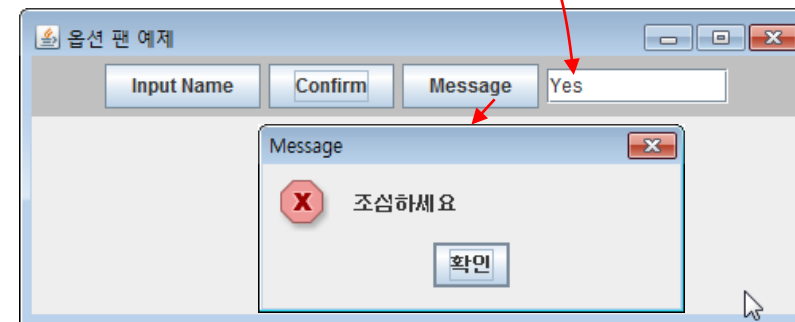 옵션 팬 예제
Input Name Confirm Message Yes
Message
조심하세요
확인